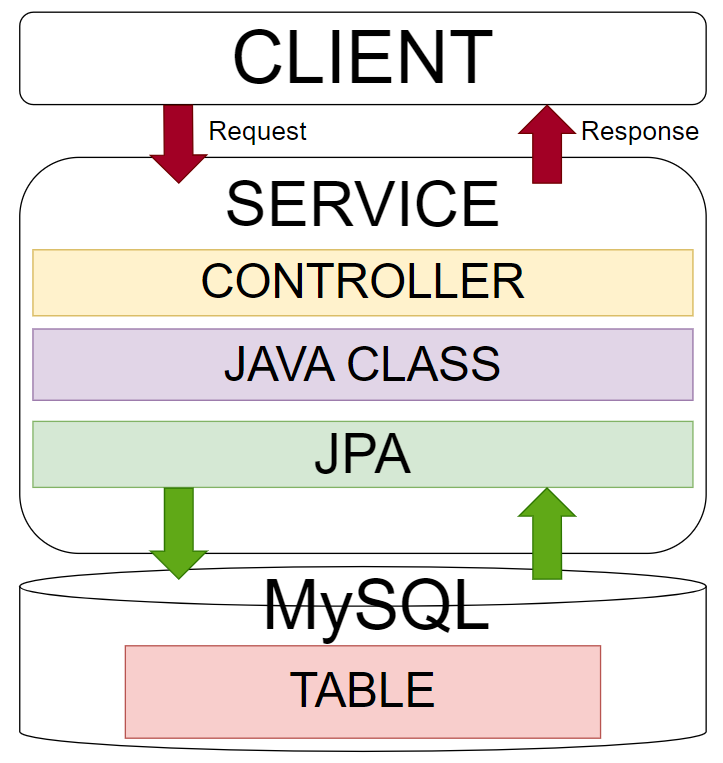 CLIENT
Request
Response
SERVICE
CONTROLLER
JAVA CLASS
JPA
MySQL
TABLE